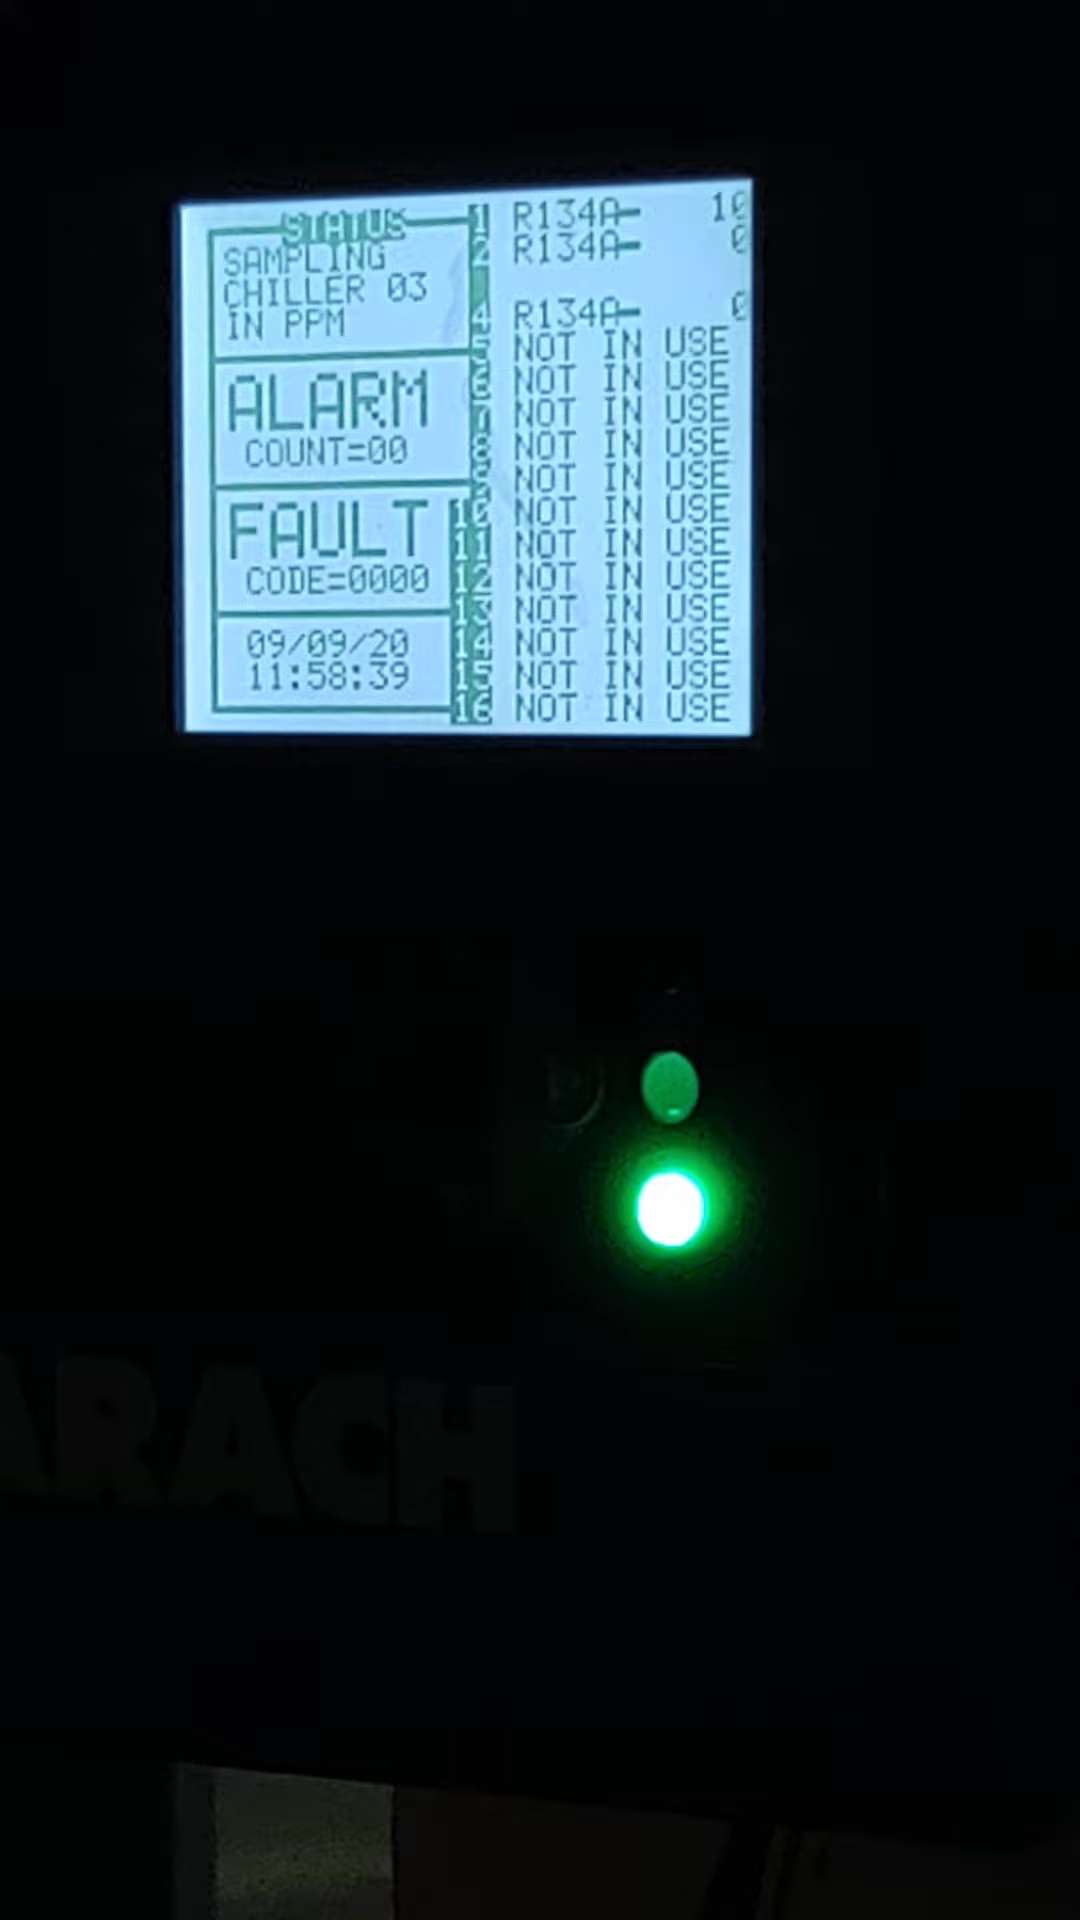 STATUS
SAMPLING
CHILLER 03
IN PPM
ALARM
COUNT=00
FAULT
CODE=0000
09/09/20
11:58:39
1 R134A- 10
2 R134A- 0
4 R134A- 0
5 NOT IN USE
6 NOT IN USE
7 NOT IN USE
8 NOT IN USE
9 NOT IN USE
10 NOT IN USE
11 NOT IN USE
12 NOT IN USE
13 NOT IN USE
14 NOT IN USE
15 NOT IN USE
16 NOT IN USE
ARACH